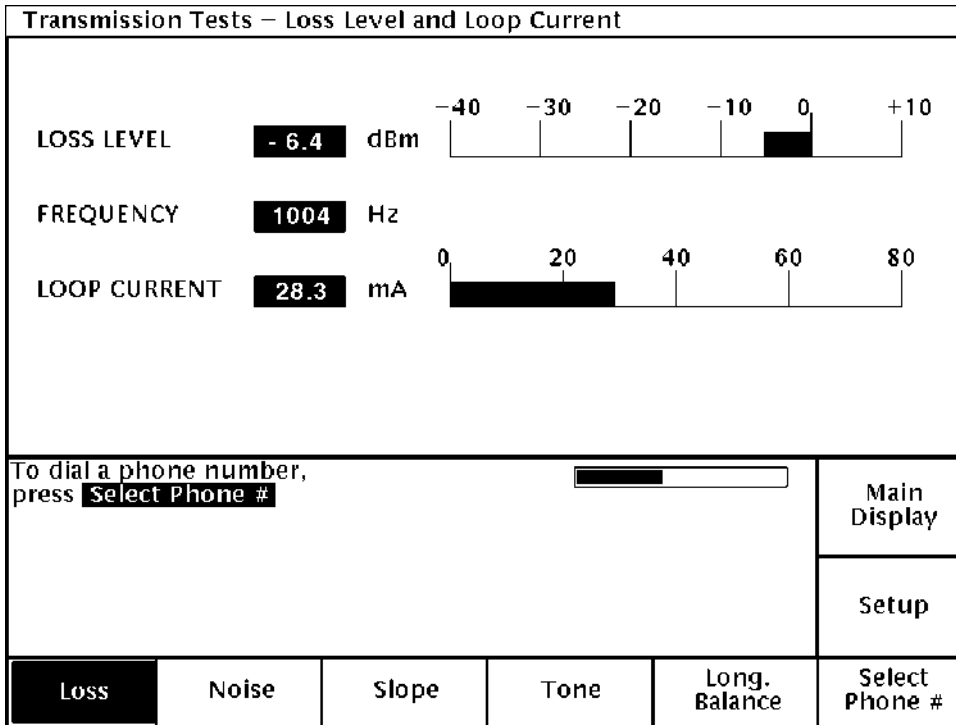 Transmission Tests – Loss Level and Loop Current
−40 −30 −20 −10 0 +10
LOSS LEVEL - 6.4 dBm
FREQUENCY 1004 Hz
0 20 40 60 80
LOOP CURRENT 28.3 mA
To dial a phone number,
press Select Phone #
Main
Display
Setup
Loss
Noise
Slope
Tone
Long.
Balance
Select
Phone #